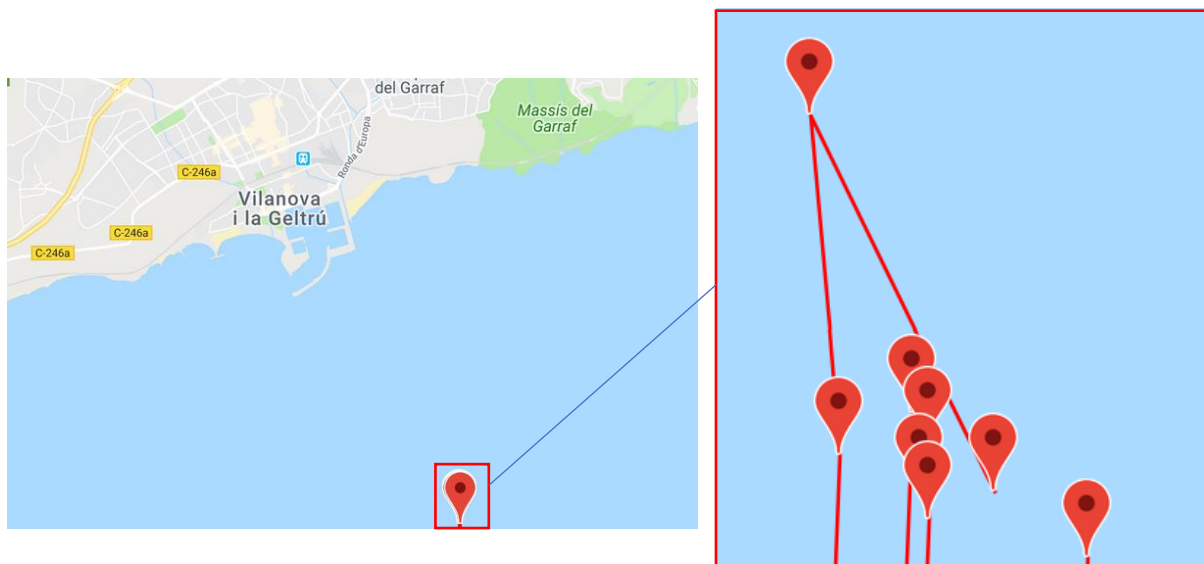 del Garraf
Massís del
Garraf
Ronda d'Europa
C-246a
Vilanova
i la Geltrú
C-246a
C-246a